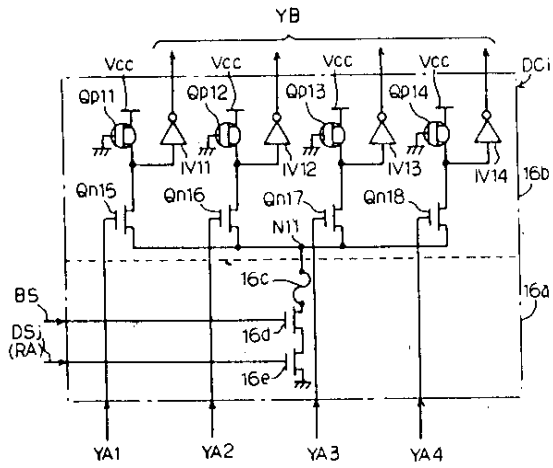 YB
Vcc Vcc Vcc Vcc DCi
Qp11 Qp12 Qp13 Qp14
IV11 IV12 IV13 IV14
Qn15 Qn16 Qn17 Qn18 16b
N11
16c
BS 16d 16a
DSj
(RA) 16e
YA1 YA2 YA3 YA4